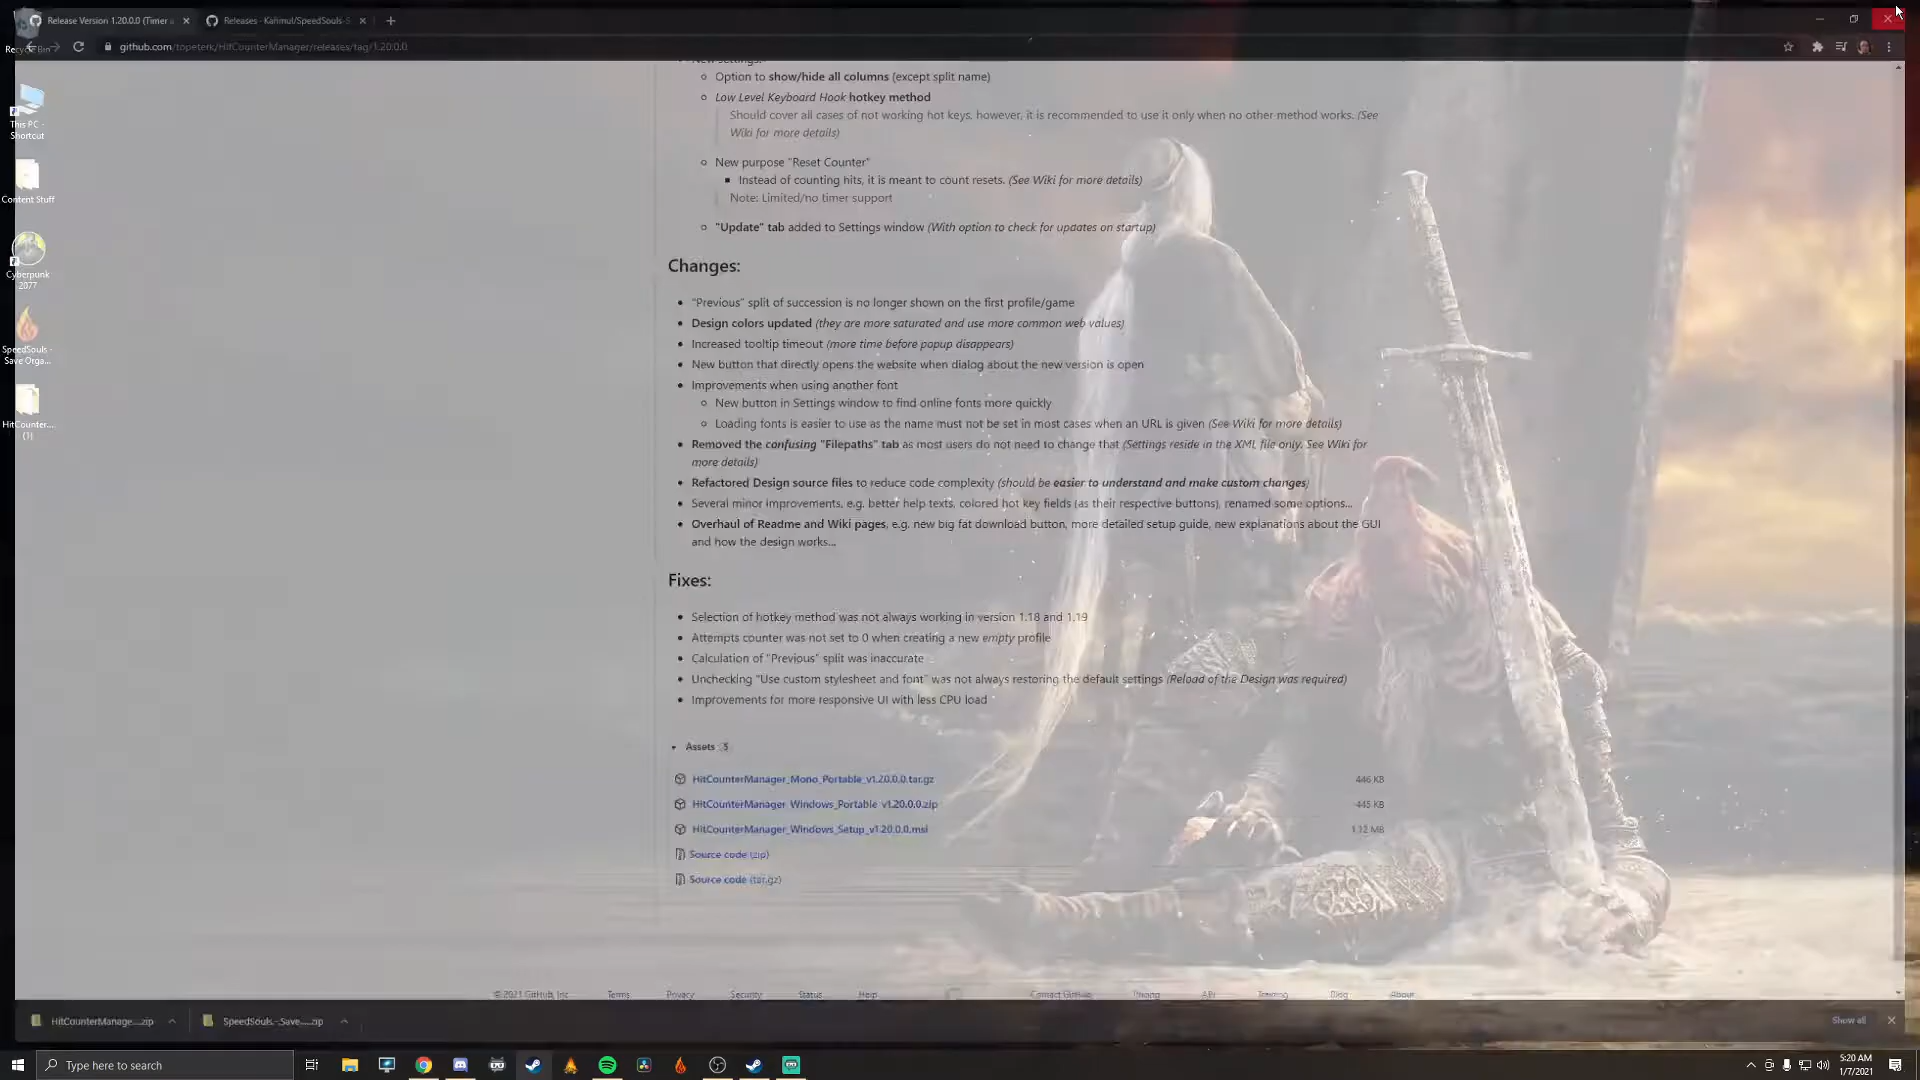 Release Version 1.20.0.0 (Timer a
Releases · Kahmul/SpeedSouls-S
github.com/topeterk/HitCounterManager/releases/tag/1.20.0.0
Recycle Bin
This PC -
Shortcut
Content Stuff
Cyberpunk
2077
SpeedSouls -
Save Orga...
HitCounter...
(1)
New settings:
Option to show/hide all columns (except split name)
Low Level Keyboard Hook hotkey method
Should cover all cases of not working hot keys, however, it is recommended to use it only when no other method works. (See
Wiki for more details)
New purpose "Reset Counter"
Instead of counting hits, it is meant to count resets. (See Wiki for more details)
Note: Limited/no timer support
"Update" tab added to Settings window (With option to check for updates on startup)
Changes:
"Previous" split of succession is no longer shown on the first profile/game
Design colors updated (they are more saturated and use more common web values)
Increased tooltip timeout (more time before popup disappears)
New button that directly opens the website when dialog about the new version is open
Improvements when using another font
New button in Settings window to find online fonts more quickly
Loading fonts is easier to use as the name must not be set in most cases when an URL is given (See Wiki for more details)
Removed the confusing "Filepaths" tab as most users do not need to change that (Settings reside in the XML file only. See Wiki for
more details)
Refactored Design source files to reduce code complexity (should be easier to understand and make custom changes)
Several minor improvements, e.g. better help texts, colored hot key fields (as their respective buttons), renamed some options...
Overhaul of Readme and Wiki pages, e.g. new big fat download button, more detailed setup guide, new explanations about the GUI
and how the design works...
Fixes:
Selection of hotkey method was not always working in version 1.18 and 1.19
Attempts counter was not set to 0 when creating a new empty profile
Calculation of "Previous" split was inaccurate
Unchecking "Use custom stylesheet and font" was not always restoring the default settings (Reload of the Design was required)
Improvements for more responsive UI with less CPU load
Assets 5
HitCounterManager_Mono_Portable_v1.20.0.0.tar.gz 446 KB
HitCounterManager_Windows_Portable_v1.20.0.0.zip 445 KB
HitCounterManager_Windows_Setup_v1.20.0.0.msi 1.12 MB
Source code (zip)
Source code (tar.gz)
© 2021 GitHub, Inc. Terms Privacy Security Status Help Contact GitHub Pricing API Training Blog About
HitCounterManage....zip
SpeedSouls.-.Save.....zip
Show all
Type here to search
5:20 AM
1/7/2021